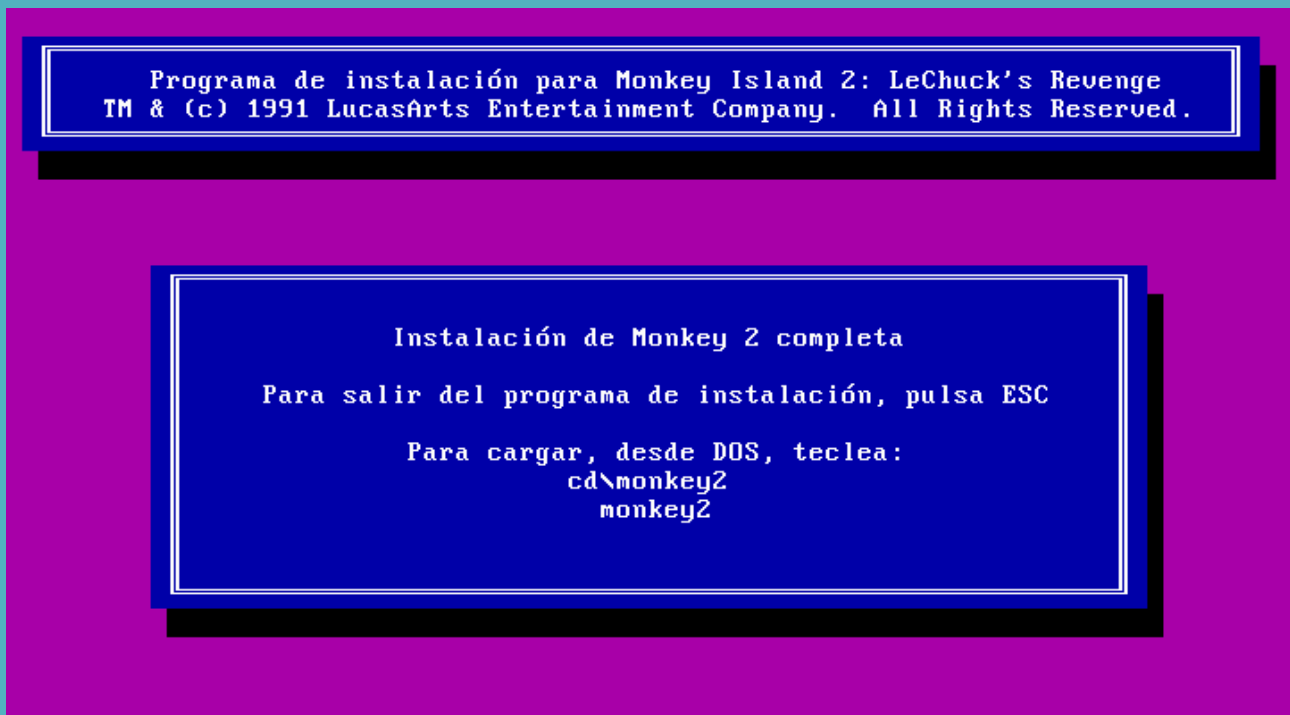 Programa de instalación para Monkey Island 2: LeChuck's Revenge
TM & (c) 1991 LucasArts Entertainment Company.  All Rights Reserved.
Instalación de Monkey 2 completa
Para salir del programa de instalación, pulsa ESC
Para cargar, desde DOS, teclea:
cd\monkey2
monkey2